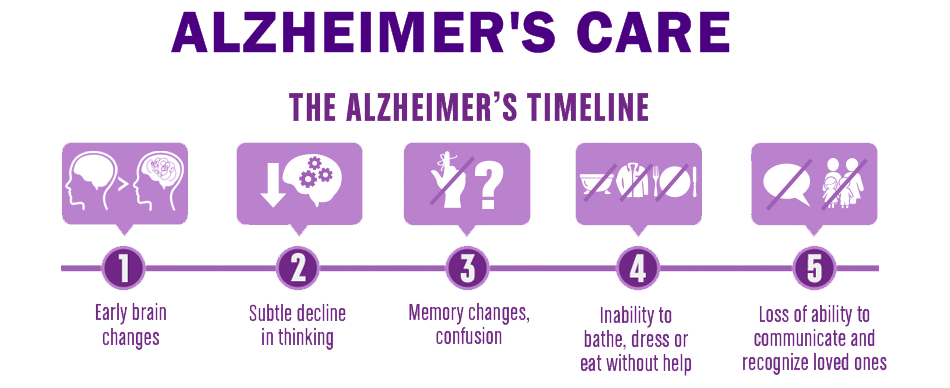 ALZHEIMER'S CARE
THE ALZHEIMER’S TIMELINE
>
?
1
2
3
4
5
Early brain
changes
Subtle decline
in thinking
Memory changes,
confusion
Inability to
bathe, dress or
eat without help
Loss of ability to
communicate and
recognize loved ones